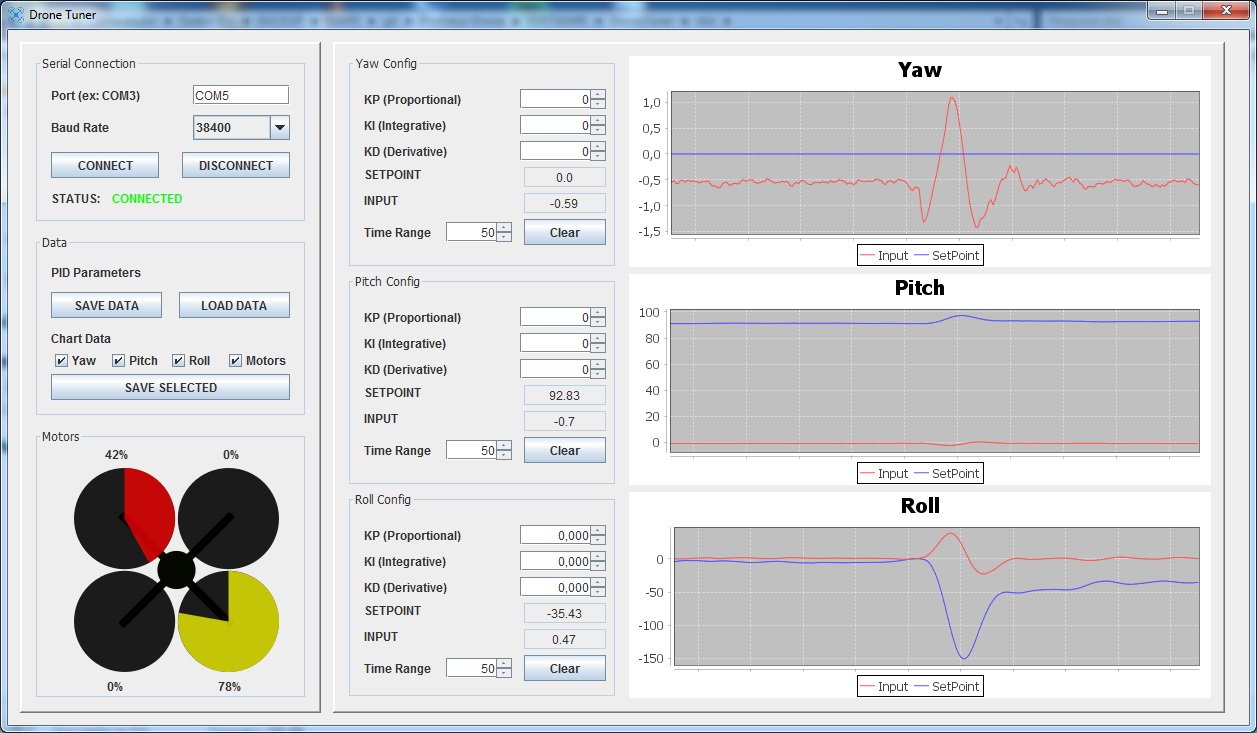 Drone Tuner
Serial Connection
Port (ex: COM3)
COM5
Baud Rate
38400
CONNECT
DISCONNECT
STATUS: CONNECTED
Data
PID Parameters
SAVE DATA
LOAD DATA
Chart Data
Yaw Pitch Roll Motors
SAVE SELECTED
Motors
42%
0%
0%
78%
Yaw Config
KP (Proportional)
0
KI (Integrative)
0
KD (Derivative)
0
SETPOINT
0.0
INPUT
-0.59
Time Range
50
Clear
Yaw
1,0
0,5
0,0
-0,5
-1,0
-1,5
Input SetPoint
Pitch Config
KP (Proportional)
0
KI (Integrative)
0
KD (Derivative)
0
SETPOINT
92.83
INPUT
-0.7
Time Range
50
Clear
Pitch
100
80
60
40
20
0
Input SetPoint
Roll Config
KP (Proportional)
0,000
KI (Integrative)
0,000
KD (Derivative)
0,000
SETPOINT
-35.43
INPUT
0.47
Time Range
50
Clear
Roll
0
-50
-100
-150
Input SetPoint